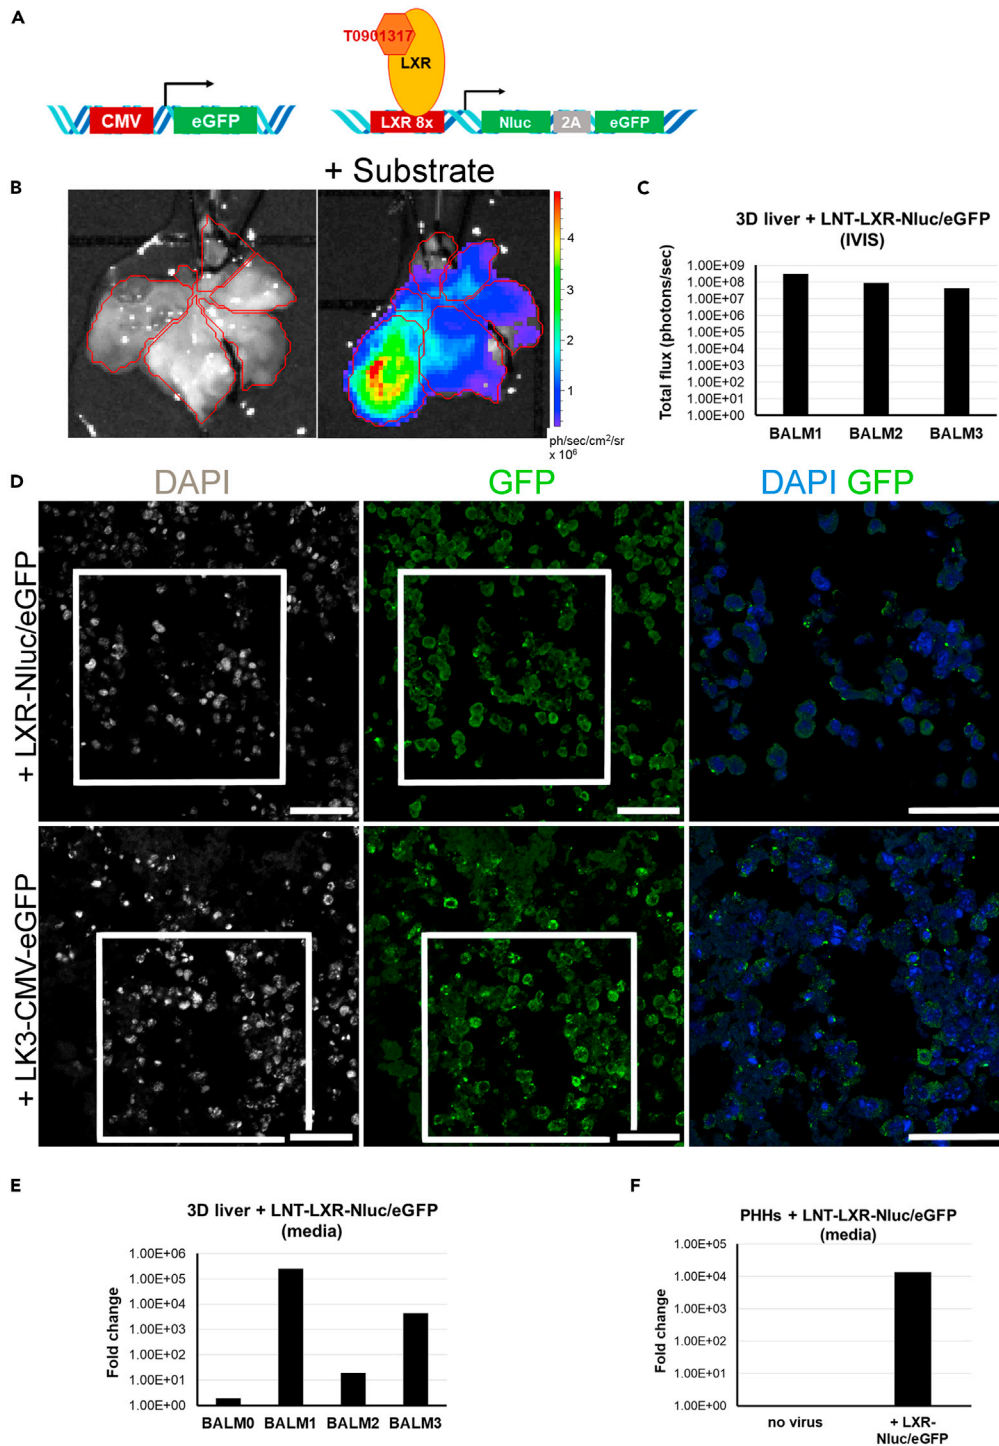 A
T0901317
LXR
CMV
eGFP
LXR 8x
Nluc
2A
eGFP
B
+ Substrate
4
3
2
1
ph/sec/cm²/sr
x 10⁶
C
3D liver + LNT-LXR-Nluc/eGFP
(IVIS)
Total flux (photons/sec)
1.00E+09
1.00E+08
1.00E+07
1.00E+06
1.00E+05
1.00E+04
1.00E+03
1.00E+02
1.00E+01
1.00E+00
BALM1 BALM2 BALM3
D
DAPI
GFP
DAPI GFP
+ LXR-Nluc/eGFP
+ LK3-CMV-eGFP
E
3D liver + LNT-LXR-Nluc/eGFP
(media)
Fold change
1.00E+06
1.00E+05
1.00E+04
1.00E+03
1.00E+02
1.00E+01
1.00E+00
BALM0 BALM1 BALM2 BALM3
F
PHHs + LNT-LXR-Nluc/eGFP
(media)
Fold change
1.00E+05
1.00E+04
1.00E+03
1.00E+02
1.00E+01
1.00E+00
no virus
+ LXR-
Nluc/eGFP